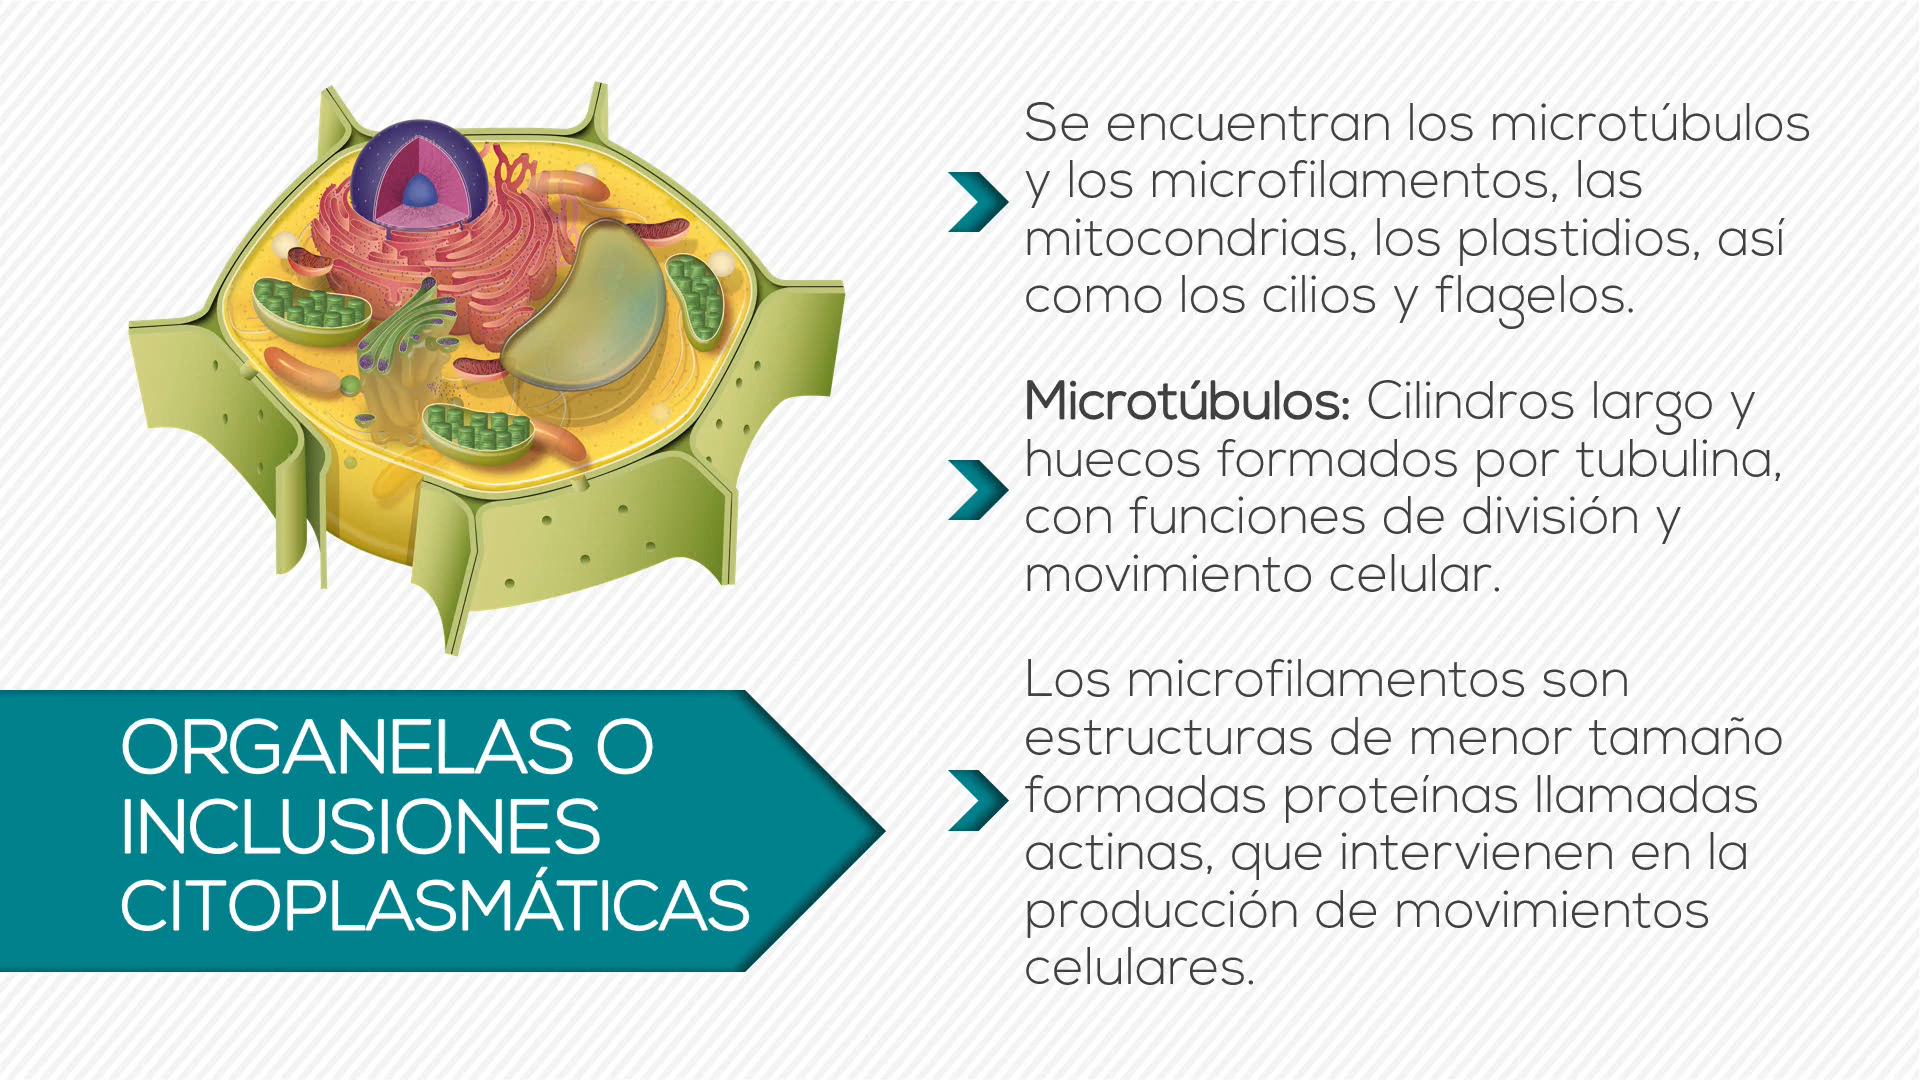 Se encuentran los microtúbulos
y los microfilamentos, las
mitocondrias, los plastidios, así
como los cilios y flagelos.
Microtúbulos: Cilindros largo y
huecos formados por tubulina,
con funciones de división y
movimiento celular.
Los microfilamentos son
estructuras de menor tamaño
formadas proteínas llamadas
actinas, que intervienen en la
producción de movimientos
celulares.
ORGANELAS O
INCLUSIONES
CITOPLASMÁTICAS